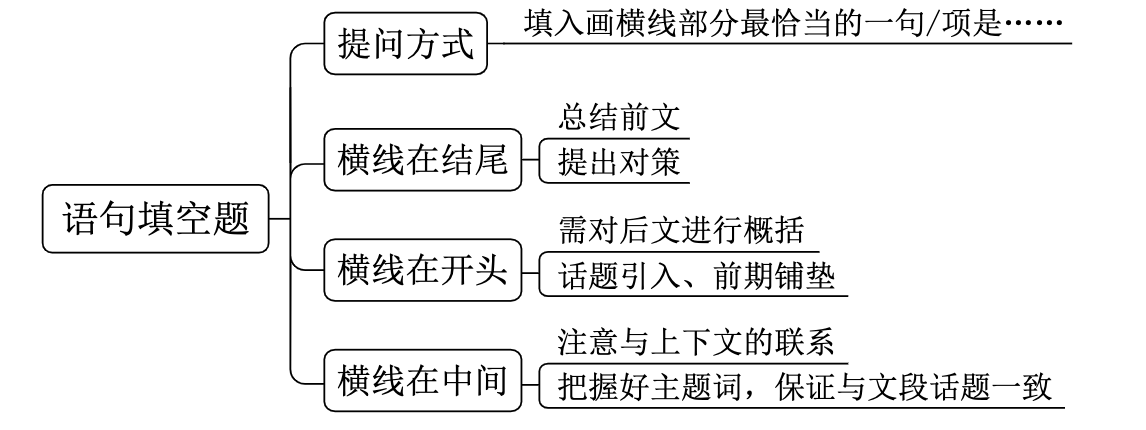 语句填空题
提问方式
填入画横线部分最恰当的一句/项是……
横线在结尾
总结前文
提出对策
横线在开头
需对后文进行概括
话题引入、前期铺垫
横线在中间
注意与上下文的联系
把握好主题词，保证与文段话题一致